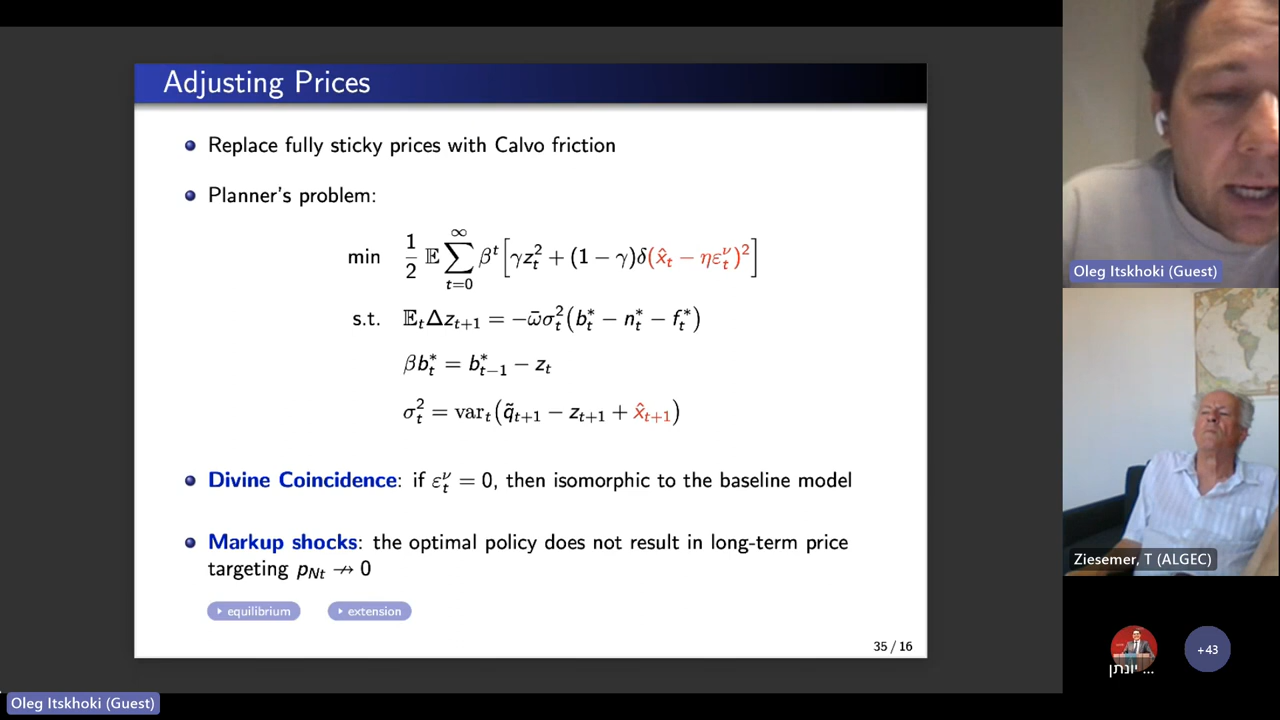 Adjusting Prices
Replace fully sticky prices with Calvo friction
Planner's problem:
min 1/2 𝔼 ∑_{t=0}^{∞} β^t [γz_t^2 + (1 − γ)δ(x̂_t − ηε_t^ν)^2]
s.t. 𝔼_tΔz_{t+1} = −ω̄σ_t^2(b_t^* − n_t^* − f_t^*)
βb_t^* = b_{t−1}^* − z_t
σ_t^2 = var_t(q̃_{t+1} − z_{t+1} + x̂_{t+1})
Divine Coincidence: if ε_t^ν = 0, then isomorphic to the baseline model
Markup shocks: the optimal policy does not result in long-term price
targeting p_{Nt} ↛ 0
equilibrium extension
35 / 16
Oleg Itskhoki (Guest)
Ziesemer, T (ALGEC)
יונתן ...
+43
Oleg Itskhoki (Guest)